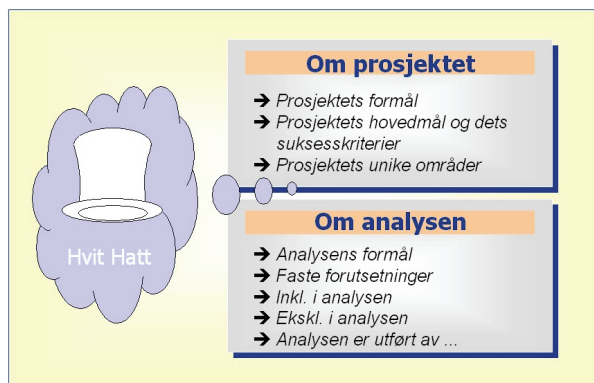 Om prosjektet
➔ Prosjektets formål
➔ Prosjektets hovedmål og dets
suksesskriterier
➔ Prosjektets unike områder
Hvit Hatt
Om analysen
➔ Analysens formål
➔ Faste forutsetninger
➔ Inkl. i analysen
➔ Ekskl. i analysen
➔ Analysen er utført av ...